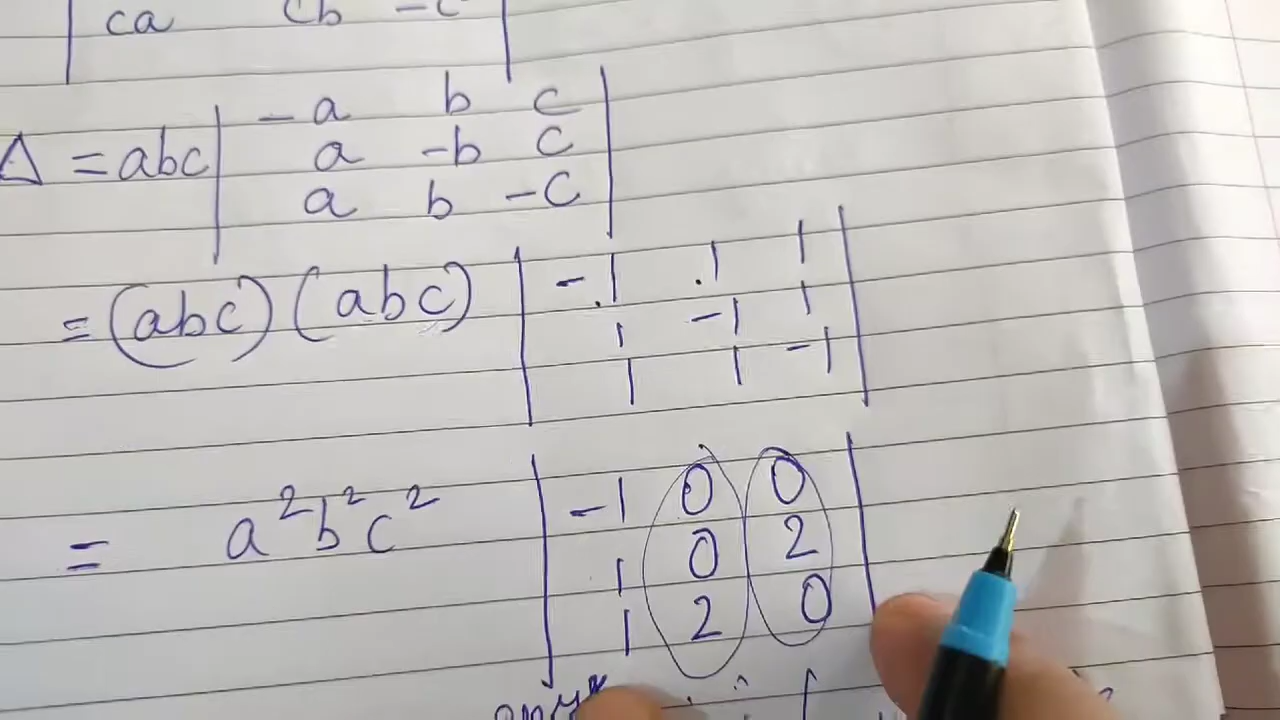 ca cb -c
- a b c
Δ = abc a -b c
a b -c
-1 1 1
= (abc) (abc) 1 -1 1
1 1 -1
-1 0 0
= a²b²c² 1 0 2
1 2 0